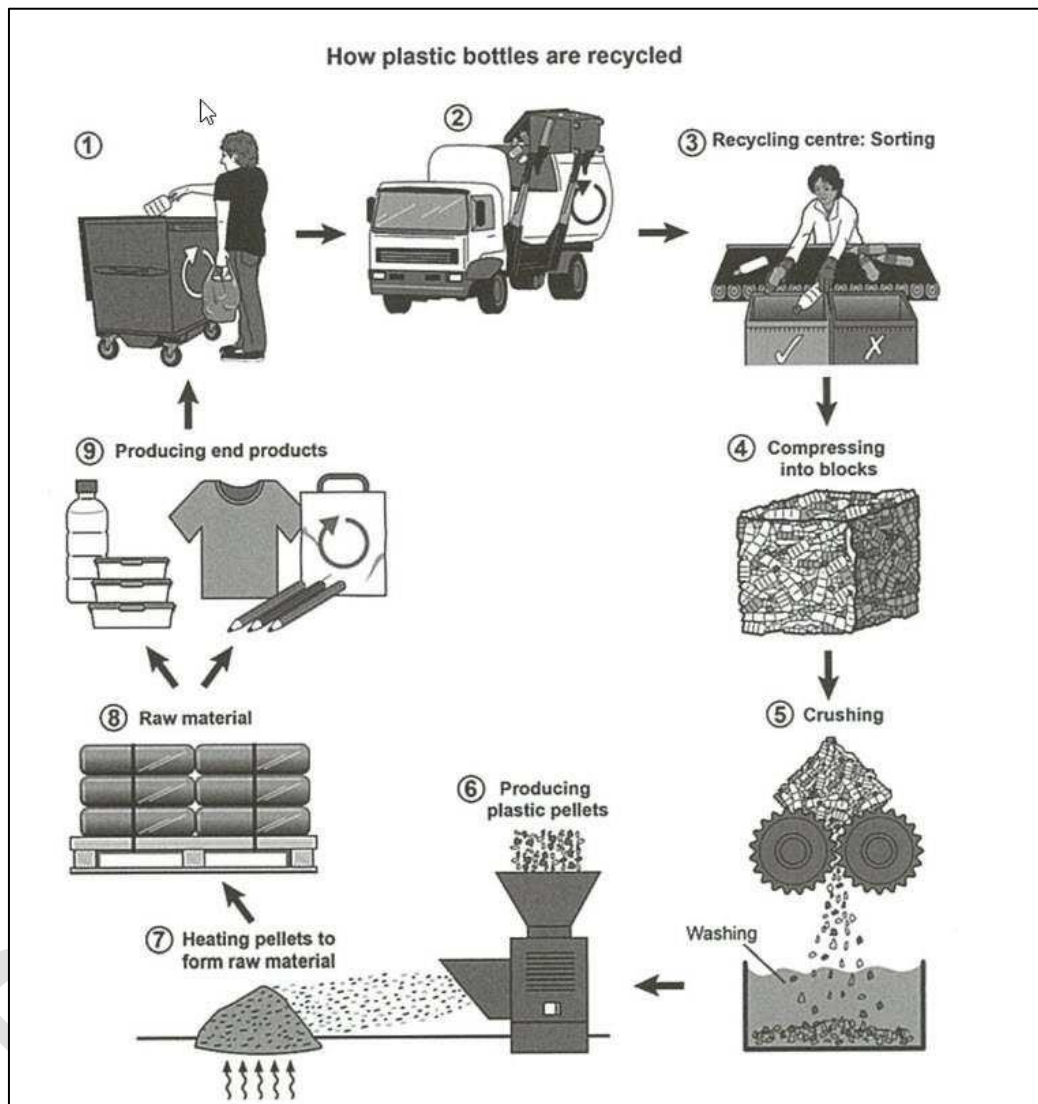 How plastic bottles are recycled
①
②
③ Recycling centre: Sorting
④ Compressing
into blocks
⑤ Crushing
Washing
⑥ Producing
plastic pellets
⑦ Heating pellets to
form raw material
⑧ Raw material
⑨ Producing end products